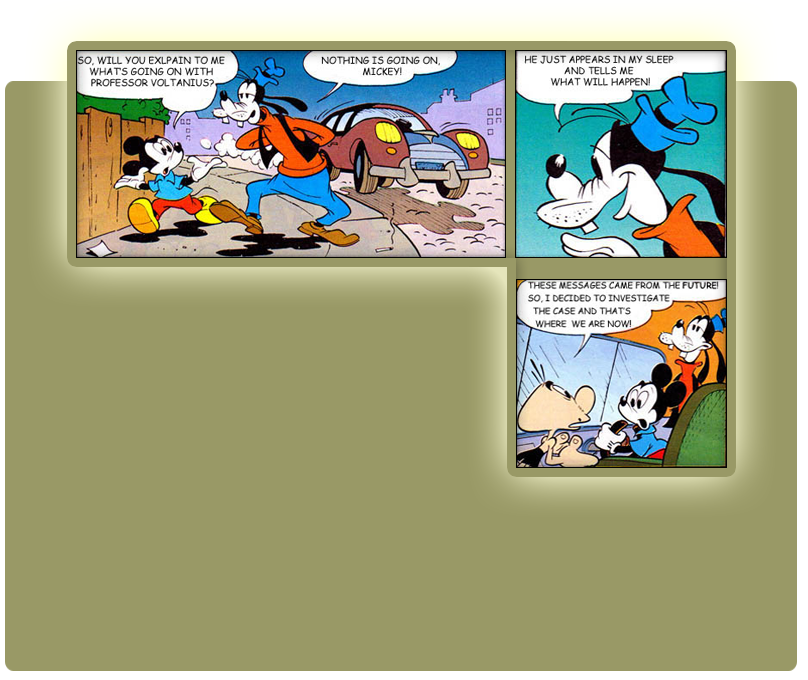 SO, WILL YOU EXLPAIN TO ME
WHAT'S GOING ON WITH
PROFESSOR VOLTANIUS?
NOTHING IS GOING ON,
MICKEY!
HE JUST APPEARS IN MY SLEEP
AND TELLS ME
WHAT WILL HAPPEN!
THESE MESSAGES CAME FROM THE FUTURE!
SO, I DECIDED TO INVESTIGATE
THE CASE AND THAT'S
WHERE WE ARE NOW!